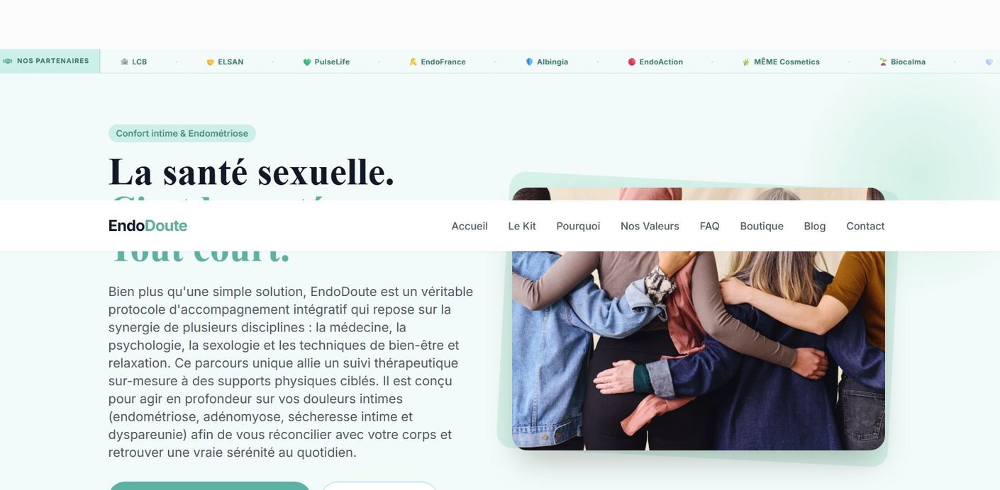 NOS PARTENAIRES
LCB · ELSAN · PulseLife · EndoFrance · Albingia · EndoAction · MÊME Cosmetics · Biocalma ·
Confort intime & Endométriose
La santé sexuelle.
EndoDoute
Accueil Le Kit Pourquoi Nos Valeurs FAQ Boutique Blog Contact
Tout court.
Bien plus qu'une simple solution, EndoDoute est un véritable
protocole d'accompagnement intégratif qui repose sur la
synergie de plusieurs disciplines : la médecine, la
psychologie, la sexologie et les techniques de bien-être et
relaxation. Ce parcours unique allie un suivi thérapeutique
sur-mesure à des supports physiques ciblés. Il est conçu
pour agir en profondeur sur vos douleurs intimes
(endométriose, adénomyose, sécheresse intime et
dyspareunie) afin de vous réconcilier avec votre corps et
retrouver une vraie sérénité au quotidien.